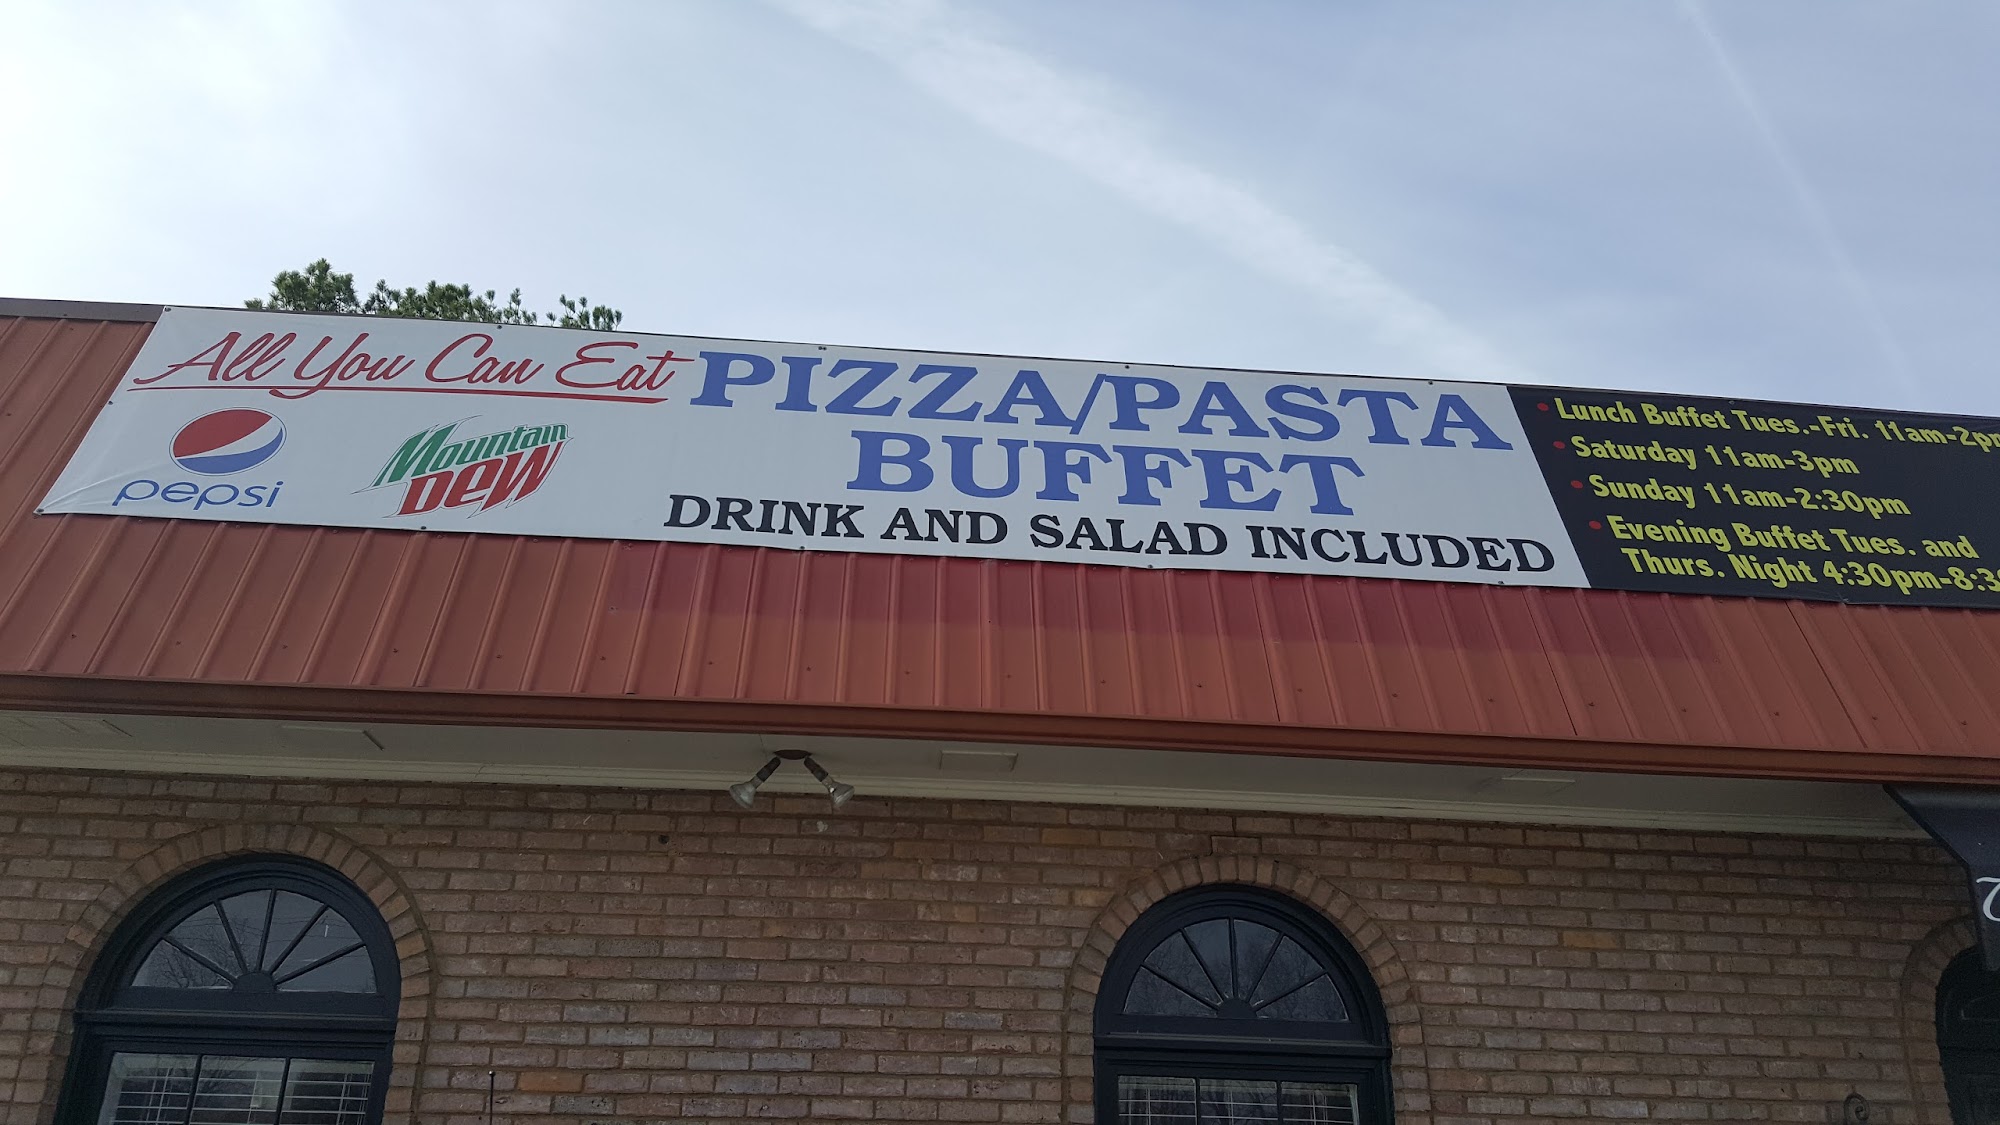 All You Can Eat
pepsi
Mountain
DEW
PIZZA/PASTA
BUFFET
DRINK AND SALAD INCLUDED
• Lunch Buffet Tues.-Fri. 11am-2pm
• Saturday 11am-3pm
• Sunday 11am-2:30pm
• Evening Buffet Tues. and
Thurs. Night 4:30pm-8:30